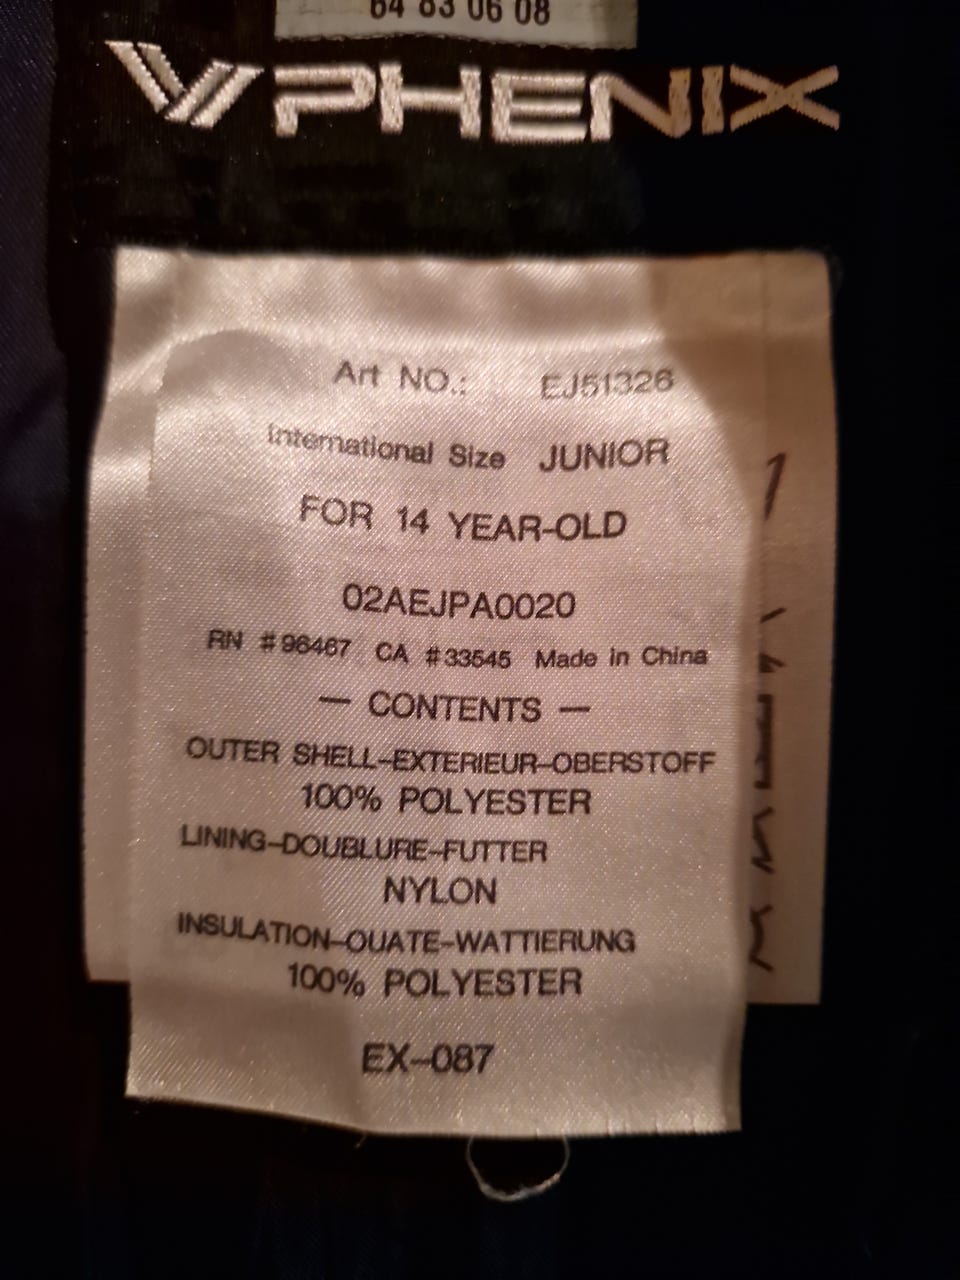 64 83 06 08
PHENIX
Art NO.: EJ51326
International Size JUNIOR
FOR 14 YEAR-OLD
02AEJPA0020
RN #96467 CA #33545 Made in China
— CONTENTS —
OUTER SHELL–EXTERIEUR–OBERSTOFF
100% POLYESTER
LINING–DOUBLURE–FUTTER
NYLON
INSULATION–OUATE–WATTIERUNG
100% POLYESTER
EX–087